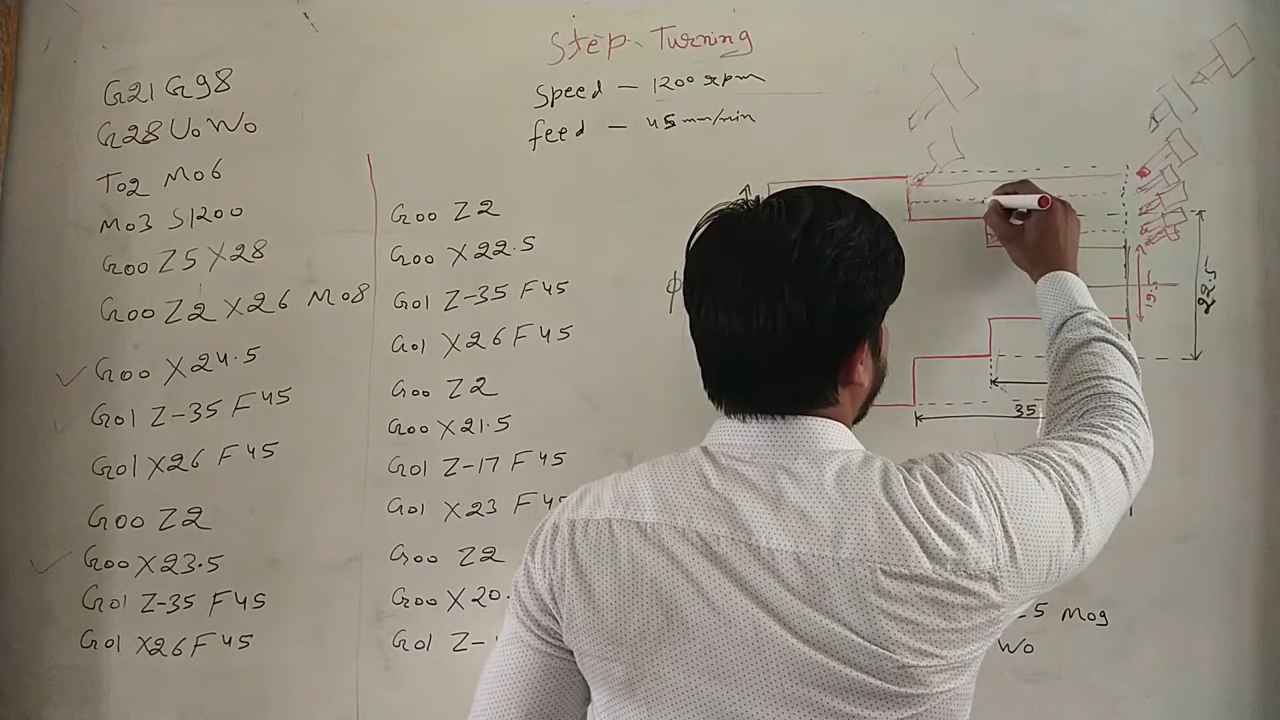 Step Turning
Speed - 1200 rpm
feed - 45 mm/min
G21 G98
G28 U0 W0
T02 M06
M03 S1200
G00 Z5 X28
G00 Z2 X26 M08
G00 X24.5
G01 Z-35 F45
G01 X26 F45
G00 Z2
G00 X23.5
G01 Z-35 F45
G01 X26 F45
G00 Z2
G00 X22.5
G01 Z-35 F45
G01 X26 F45
G00 Z2
G00 X21.5
G01 Z-17 F45
G01 X23 F45
G00 Z2
G00 X20.
G01 Z-
5 M09
W0
ϕ
19.5
22.5
35